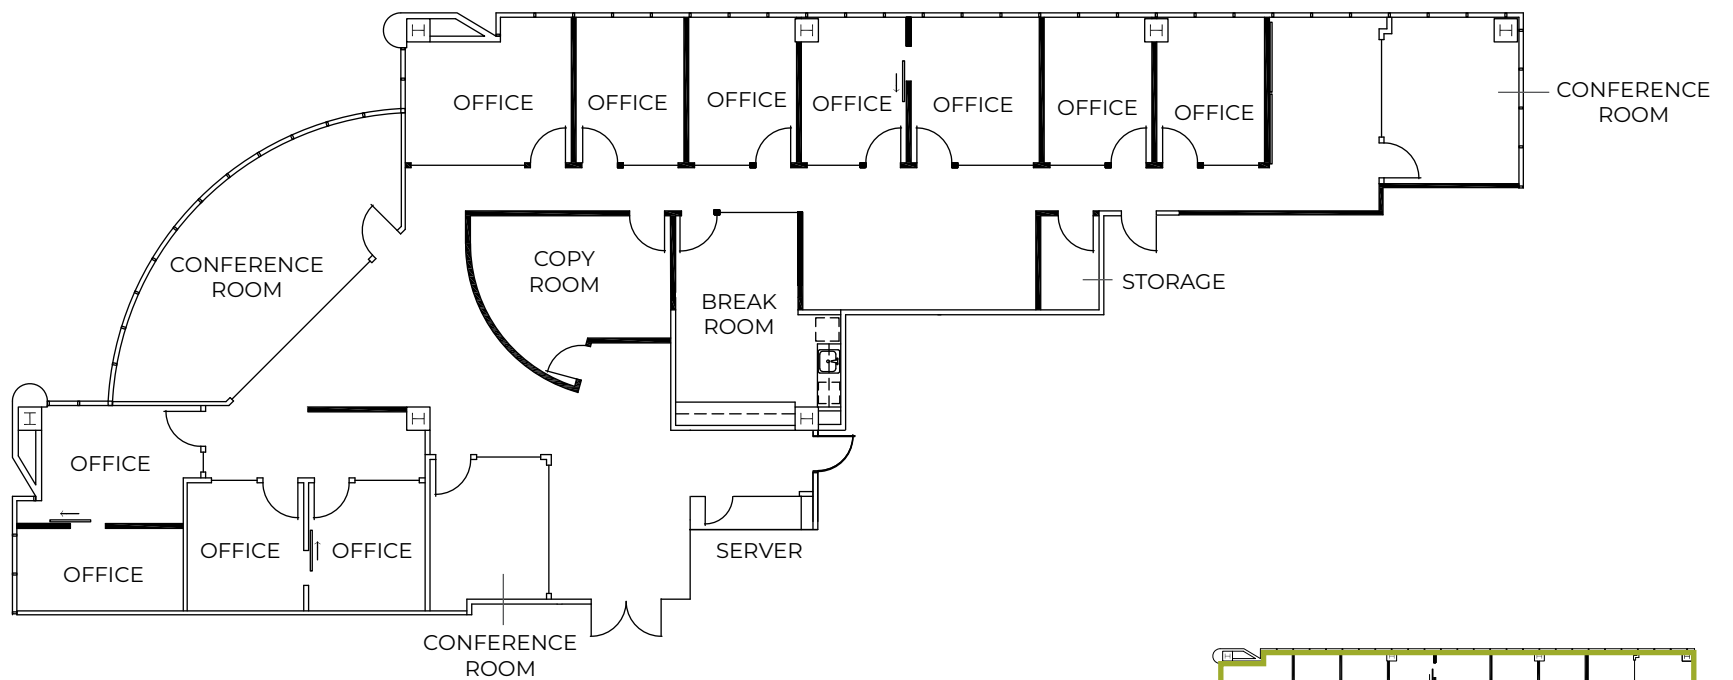 OFFICE
OFFICE
OFFICE
OFFICE
OFFICE
OFFICE
OFFICE
CONFERENCE
ROOM
CONFERENCE
ROOM
COPY
ROOM
BREAK
ROOM
STORAGE
OFFICE
OFFICE
OFFICE
OFFICE
SERVER
CONFERENCE
ROOM